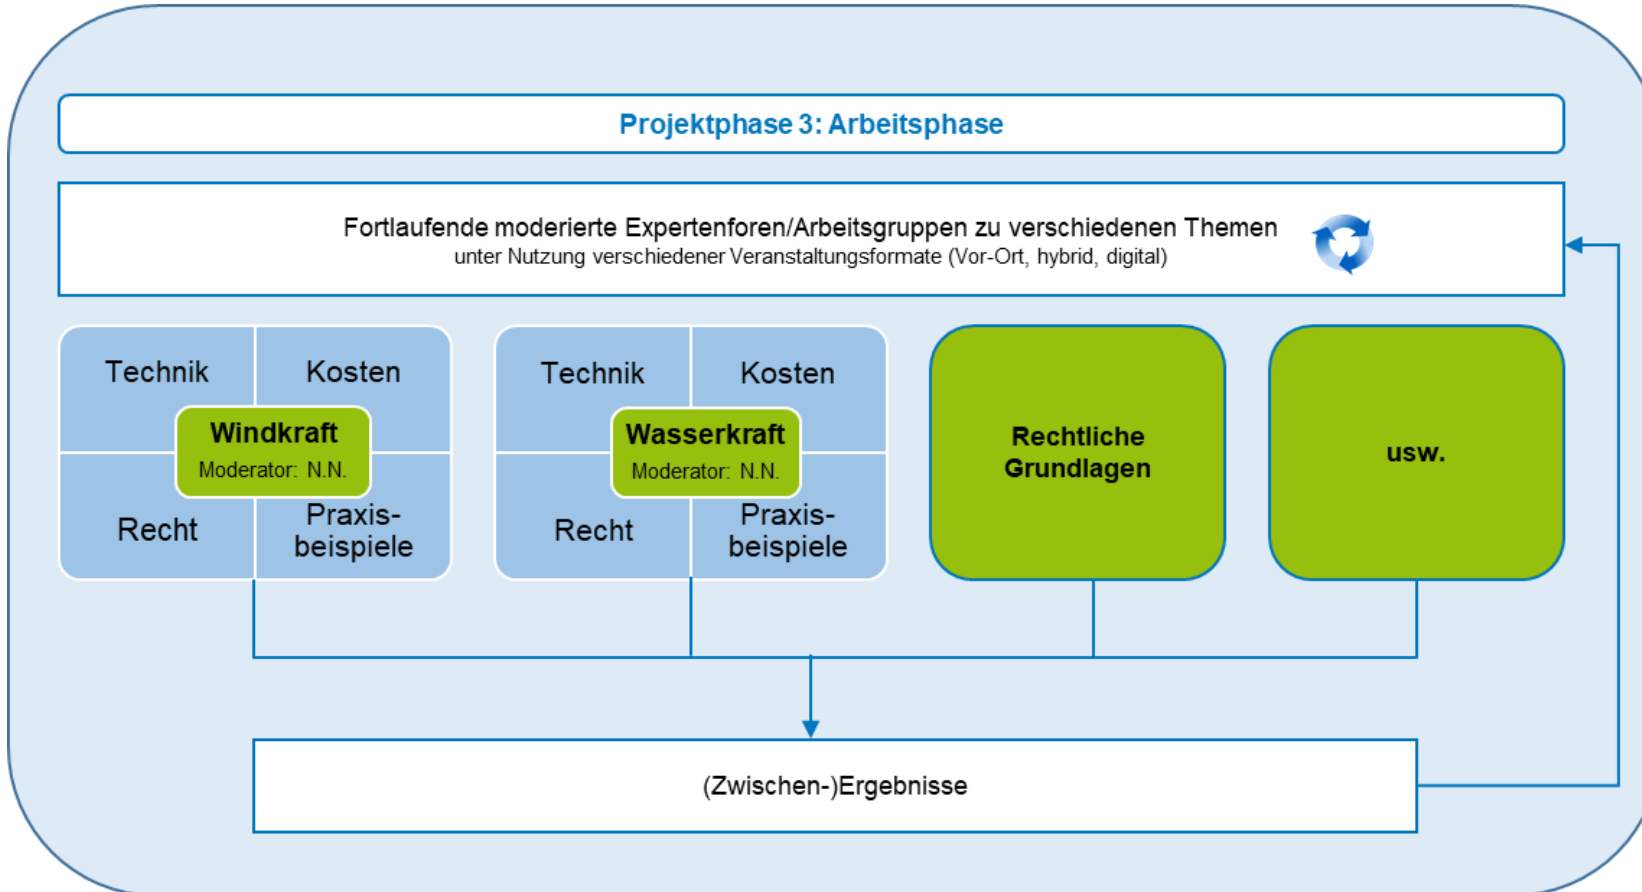 Projektphase 3: Arbeitsphase
Fortlaufende moderierte Expertenforen/Arbeitsgruppen zu verschiedenen Themen
unter Nutzung verschiedener Veranstaltungsformate (Vor-Ort, hybrid, digital)
Technik
Kosten
Windkraft
Moderator: N.N.
Recht
Praxis-
beispiele
Technik
Kosten
Wasserkraft
Moderator: N.N.
Recht
Praxis-
beispiele
Rechtliche
Grundlagen
usw.
(Zwischen-)Ergebnisse